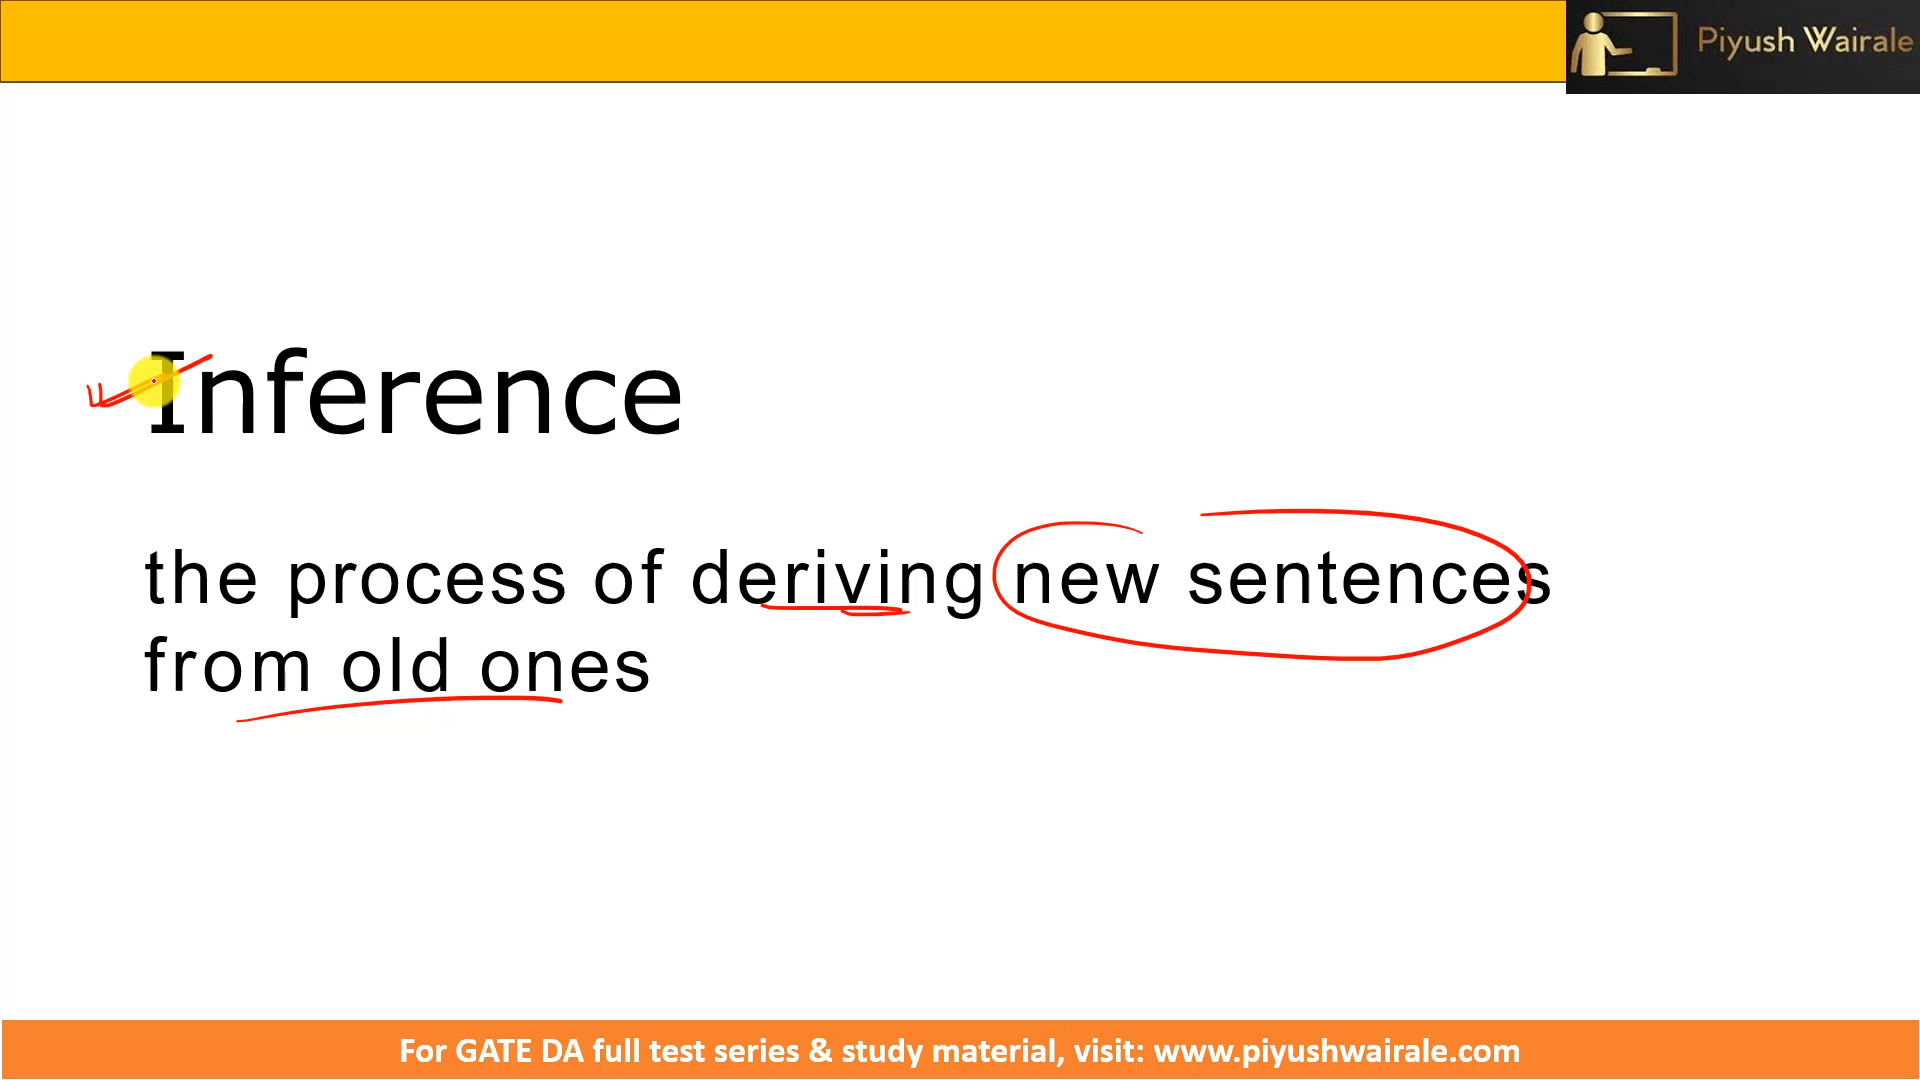 Piyush Wairale
Inference
the process of deriving new sentences
from old ones
For GATE DA full test series & study material, visit: www.piyushwairale.com